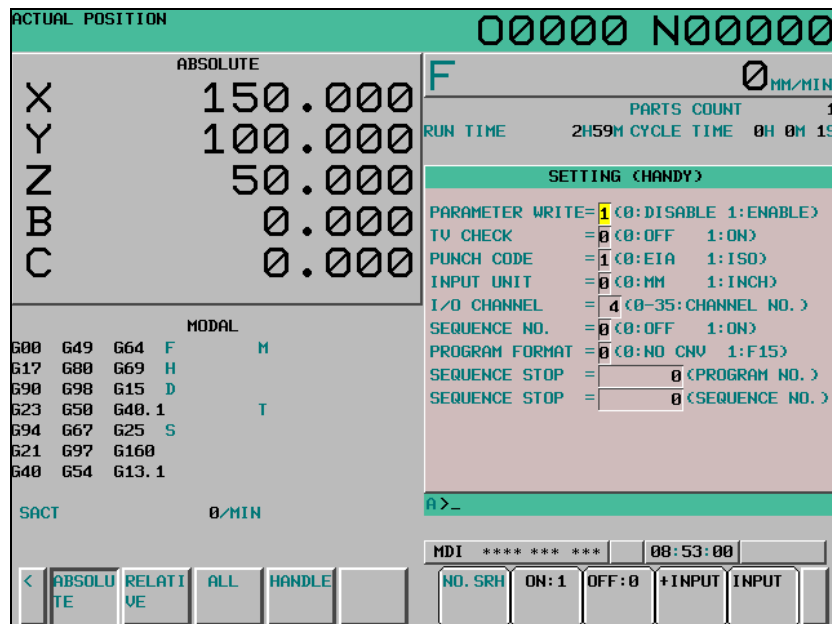 ACTUAL POSITION
O0000 N00000
ABSOLUTE
X 150.000
Y 100.000
Z 50.000
B 0.000
C 0.000
F 0 MM/MIN
PARTS COUNT 1
RUN TIME 2H59M CYCLE TIME 0H 0M 19
MODAL
G00 G49 G64 F M
G17 G80 G69 H
G90 G98 G15 D
G23 G50 G40.1 T
G94 G67 G25 S
G21 G97 G160
G40 G54 G13.1
SACT 0/MIN
SETTING (HANDY)
PARAMETER WRITE=1(0:DISABLE 1:ENABLE)
TV CHECK =0(0:OFF 1:ON)
PUNCH CODE =1(0:EIA 1:ISO)
INPUT UNIT =0(0:MM 1:INCH)
I/O CHANNEL = 4(0-35:CHANNEL NO.)
SEQUENCE NO. =0(0:OFF 1:ON)
PROGRAM FORMAT =0(0:NO CNV 1:F15)
SEQUENCE STOP = 0(PROGRAM NO.)
SEQUENCE STOP = 0(SEQUENCE NO.)
A>_
MDI **** *** *** 08:53:00
< ABSOLU RELATI ALL HANDLE
TE VE
NO.SRH ON:1 OFF:0 +INPUT INPUT